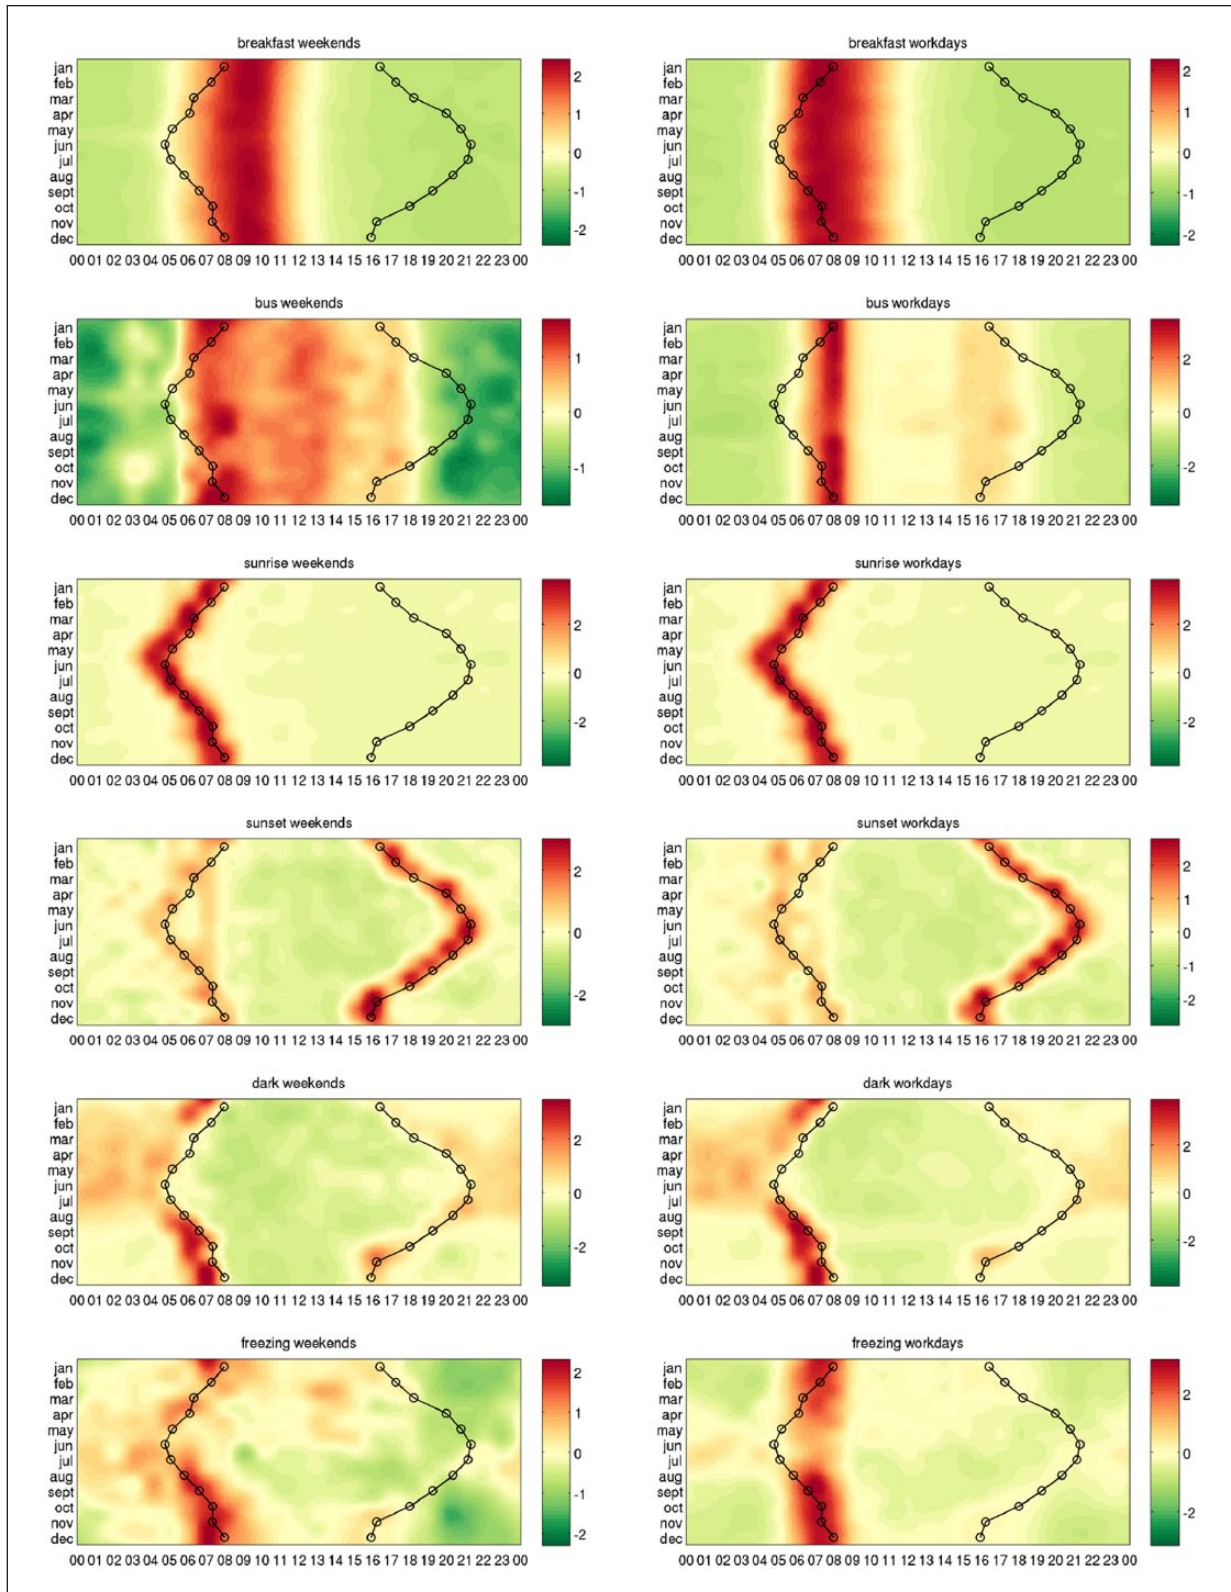 breakfast weekends
jan
feb
mar
apr
may
jun
jul
aug
sept
oct
nov
dec
00 01 02 03 04 05 06 07 08 09 10 11 12 13 14 15 16 17 18 19 20 21 22 23 00
2
1
0
-1
-2
breakfast workdays
jan
feb
mar
apr
may
jun
jul
aug
sept
oct
nov
dec
00 01 02 03 04 05 06 07 08 09 10 11 12 13 14 15 16 17 18 19 20 21 22 23 00
2
1
0
-1
-2
bus weekends
jan
feb
mar
apr
may
jun
jul
aug
sept
oct
nov
dec
00 01 02 03 04 05 06 07 08 09 10 11 12 13 14 15 16 17 18 19 20 21 22 23 00
1
0
-1
bus workdays
jan
feb
mar
apr
may
jun
jul
aug
sept
oct
nov
dec
00 01 02 03 04 05 06 07 08 09 10 11 12 13 14 15 16 17 18 19 20 21 22 23 00
2
0
-2
sunrise weekends
jan
feb
mar
apr
may
jun
jul
aug
sept
oct
nov
dec
00 01 02 03 04 05 06 07 08 09 10 11 12 13 14 15 16 17 18 19 20 21 22 23 00
2
0
-2
sunrise workdays
jan
feb
mar
apr
may
jun
jul
aug
sept
oct
nov
dec
00 01 02 03 04 05 06 07 08 09 10 11 12 13 14 15 16 17 18 19 20 21 22 23 00
2
0
-2
sunset weekends
jan
feb
mar
apr
may
jun
jul
aug
sept
oct
nov
dec
00 01 02 03 04 05 06 07 08 09 10 11 12 13 14 15 16 17 18 19 20 21 22 23 00
2
0
-2
sunset workdays
jan
feb
mar
apr
may
jun
jul
aug
sept
oct
nov
dec
00 01 02 03 04 05 06 07 08 09 10 11 12 13 14 15 16 17 18 19 20 21 22 23 00
2
1
0
-1
-2
dark weekends
jan
feb
mar
apr
may
jun
jul
aug
sept
oct
nov
dec
00 01 02 03 04 05 06 07 08 09 10 11 12 13 14 15 16 17 18 19 20 21 22 23 00
2
0
-2
dark workdays
jan
feb
mar
apr
may
jun
jul
aug
sept
oct
nov
dec
00 01 02 03 04 05 06 07 08 09 10 11 12 13 14 15 16 17 18 19 20 21 22 23 00
2
0
-2
freezing weekends
jan
feb
mar
apr
may
jun
jul
aug
sept
oct
nov
dec
00 01 02 03 04 05 06 07 08 09 10 11 12 13 14 15 16 17 18 19 20 21 22 23 00
2
1
0
-1
-2
freezing workdays
jan
feb
mar
apr
may
jun
jul
aug
sept
oct
nov
dec
00 01 02 03 04 05 06 07 08 09 10 11 12 13 14 15 16 17 18 19 20 21 22 23 00
2
0
-2